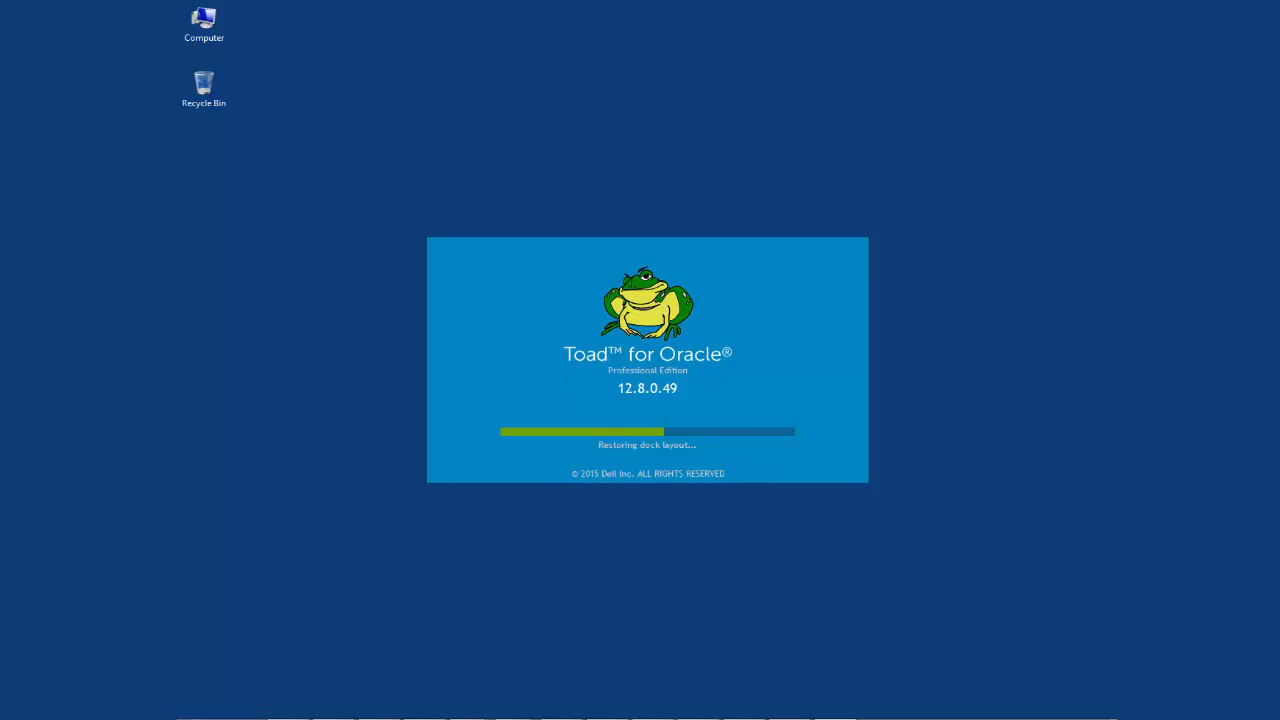 Computer
Recycle Bin
Toad™ for Oracle®
Professional Edition
12.8.0.49
Restoring dock layout...
© 2015 Dell Inc. ALL RIGHTS RESERVED